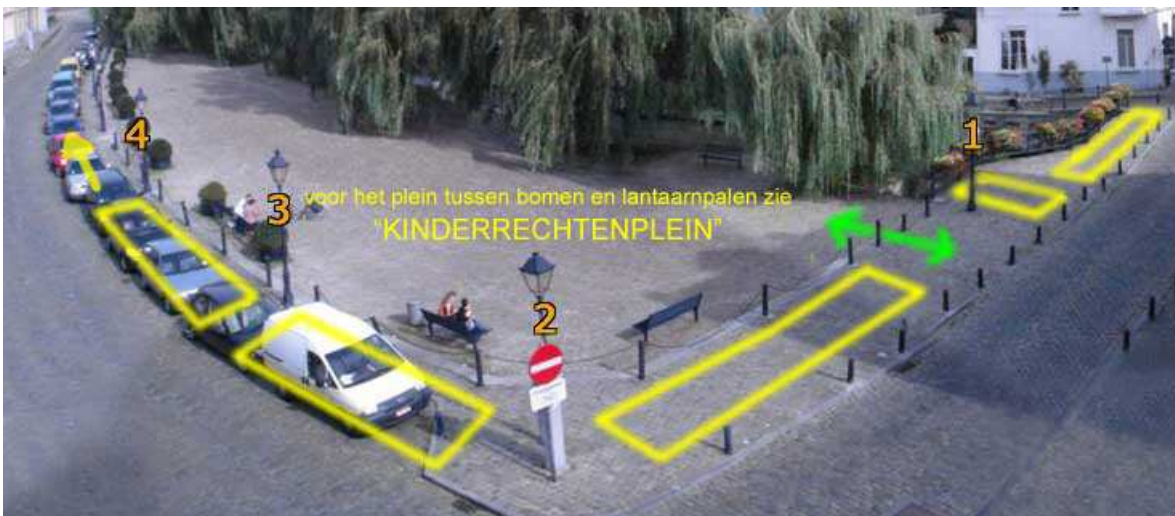 4
1
3
voor het plein tussen bomen en lantaarnpalen zie
“KINDERRECHTENPLEIN”
2